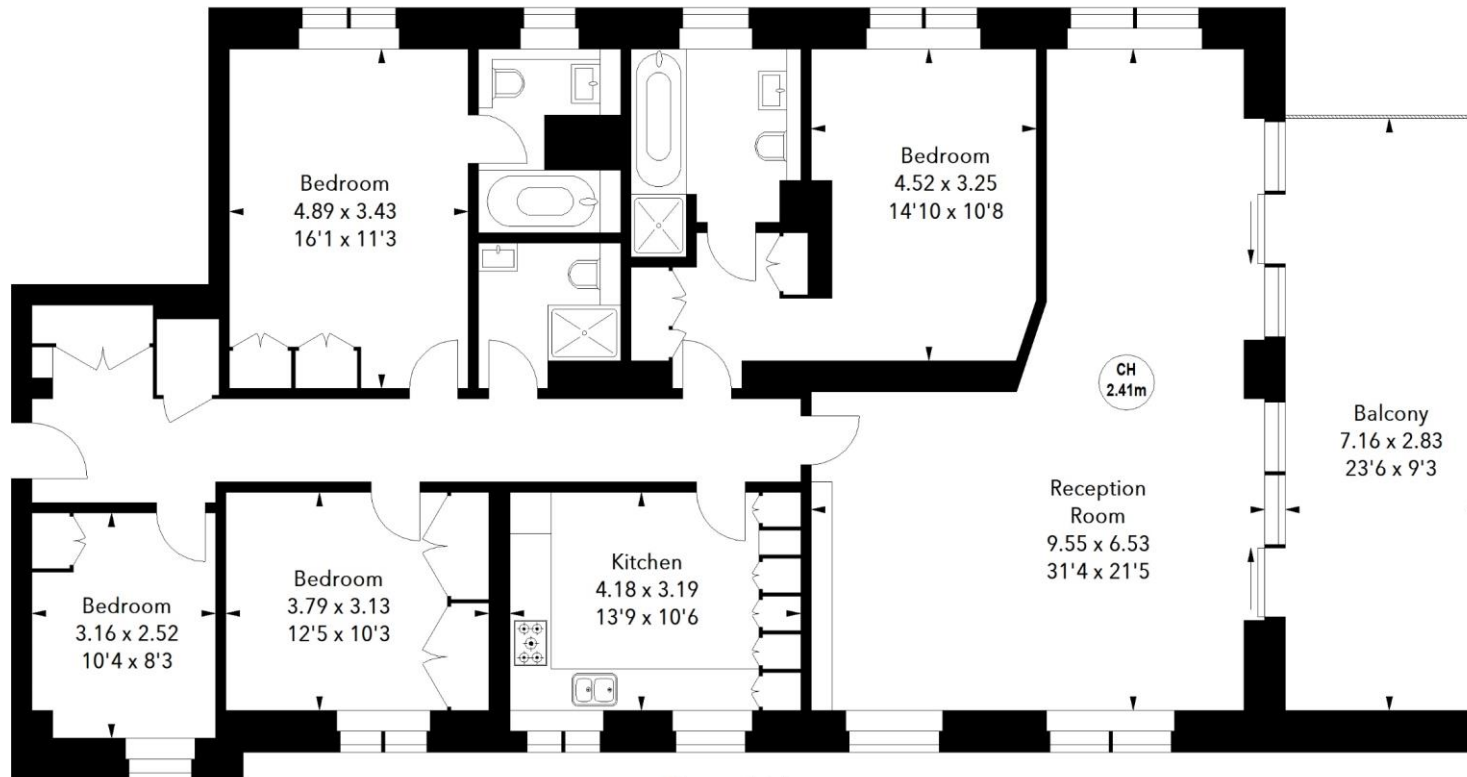 Bedroom
4.89 x 3.43
16'1 x 11'3
Bedroom
4.52 x 3.25
14'10 x 10'8
CH
2.41m
Balcony
7.16 x 2.83
23'6 x 9'3
Reception
Room
9.55 x 6.53
31'4 x 21'5
Kitchen
4.18 x 3.19
13'9 x 10'6
Bedroom
3.79 x 3.13
12'5 x 10'3
Bedroom
3.16 x 2.52
10'4 x 8'3